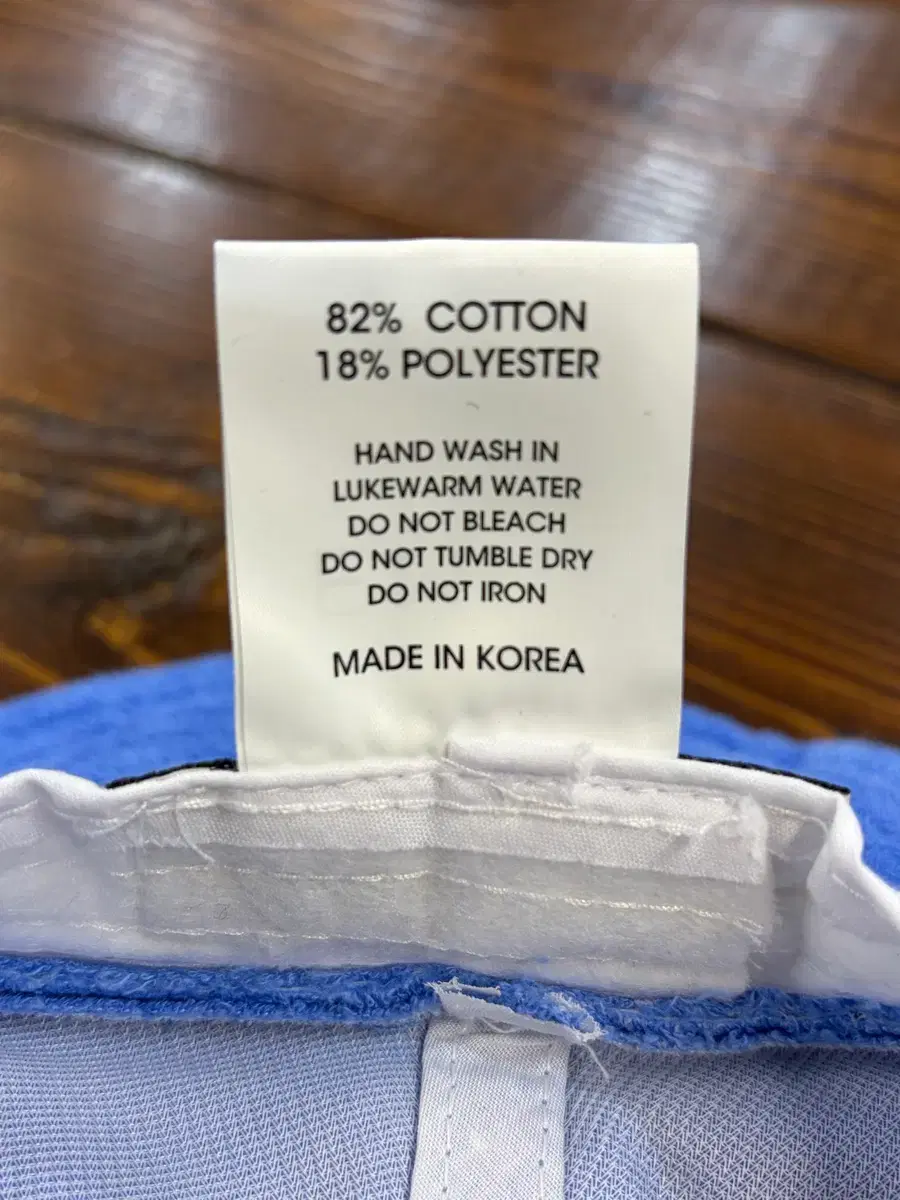 82% COTTON
18% POLYESTER
HAND WASH IN
LUKEWARM WATER
DO NOT BLEACH
DO NOT TUMBLE DRY
DO NOT IRON
MADE IN KOREA